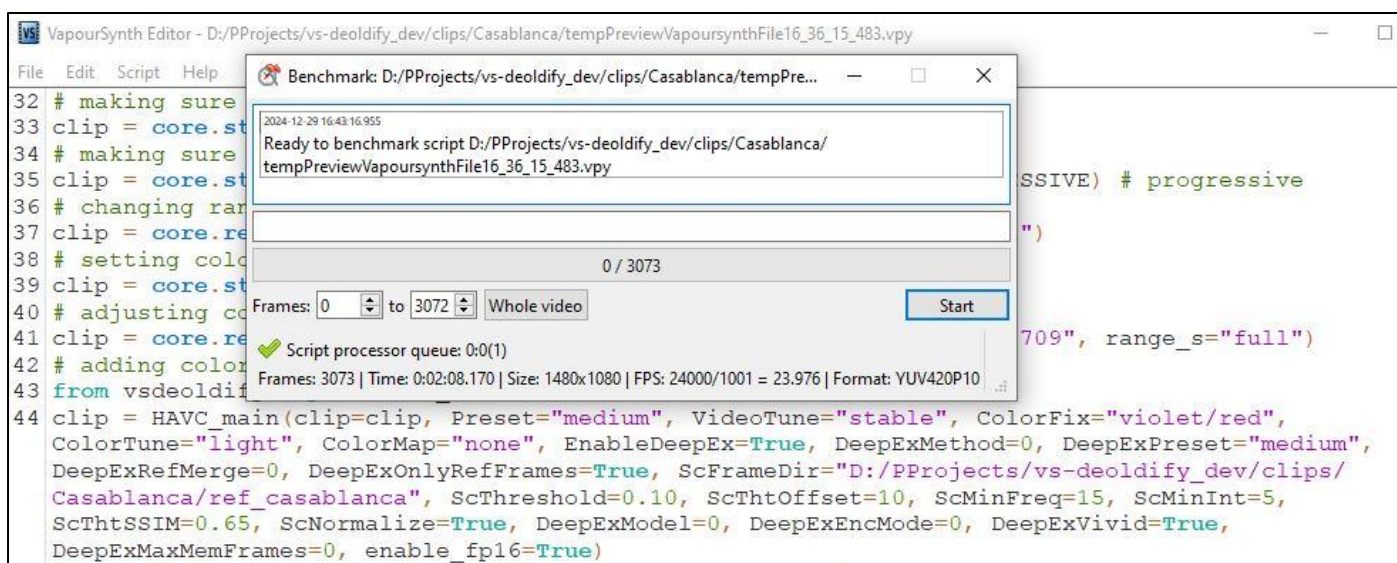 VapourSynth Editor - D:/PProjects/vs-deoldify_dev/clips/Casablanca/tempPreviewVapoursynthFile16_36_15_483.vpy
File Edit Script Help
Benchmark: D:/PProjects/vs-deoldify_dev/clips/Casablanca/tempPre...
2024-12-29 16:43:16.955
Ready to benchmark script D:/PProjects/vs-deoldify_dev/clips/Casablanca/
tempPreviewVapoursynthFile16_36_15_483.vpy
0 / 3073
Frames: 0 to 3072 Whole video Start
Script processor queue: 0:0(1)
Frames: 3073 | Time: 0:02:08.170 | Size: 1480x1080 | FPS: 24000/1001 = 23.976 | Format: YUV420P10
32 # making sure
33 clip = core.st
34 # making sure
35 clip = core.st SSIVE) # progressive
36 # changing ran
37 clip = core.re ")
38 # setting colo
39 clip = core.st
40 # adjusting co
41 clip = core.re 709", range_s="full")
42 # adding color
43 from vsdeoldif
44 clip = HAVC_main(clip=clip, Preset="medium", VideoTune="stable", ColorFix="violet/red",
ColorTune="light", ColorMap="none", EnableDeepEx=True, DeepExMethod=0, DeepExPreset="medium",
DeepExRefMerge=0, DeepExOnlyRefFrames=True, ScFrameDir="D:/PProjects/vs-deoldify_dev/clips/
Casablanca/ref_casablanca", ScThreshold=0.10, ScThtOffset=10, ScMinFreq=15, ScMinInt=5,
ScThtSSIM=0.65, ScNormalize=True, DeepExModel=0, DeepExEncMode=0, DeepExVivid=True,
DeepExMaxMemFrames=0, enable_fp16=True)